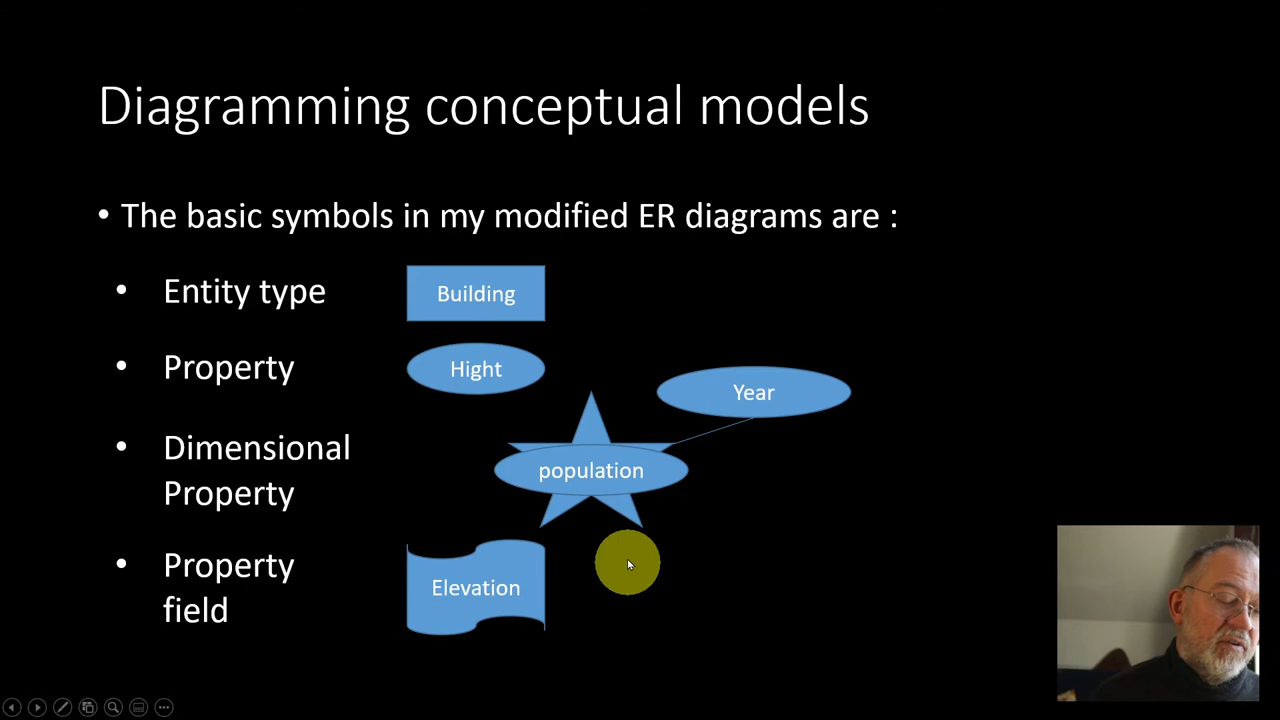 Diagramming conceptual models
• The basic symbols in my modified ER diagrams are :
• Entity type
Building
• Property
Hight
Year
• Dimensional
Property
population
• Property
field
Elevation